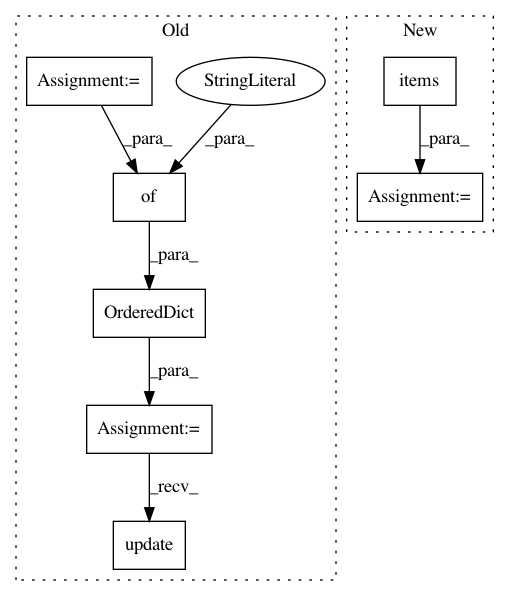 Old
New
Assignment:=
StringLiteral
items
_para_
_para_
_para_
of
Assignment:=
_para_
OrderedDict
_para_
Assignment:=
_recv_
update